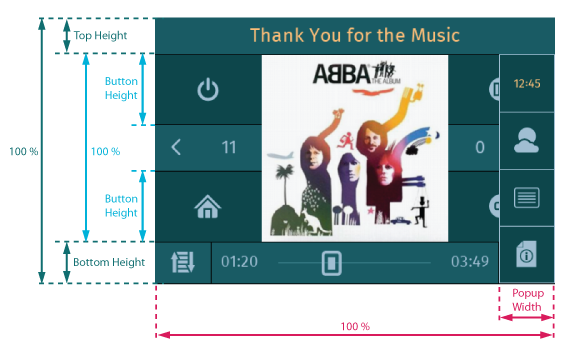 Thank You for the Music
Top Height
Button
Height
12:45
ABBA
THE ALBUM
11
0
100 %
100 %
Button
Height
Bottom Height
01:20
03:49
Popup
Width
100 %